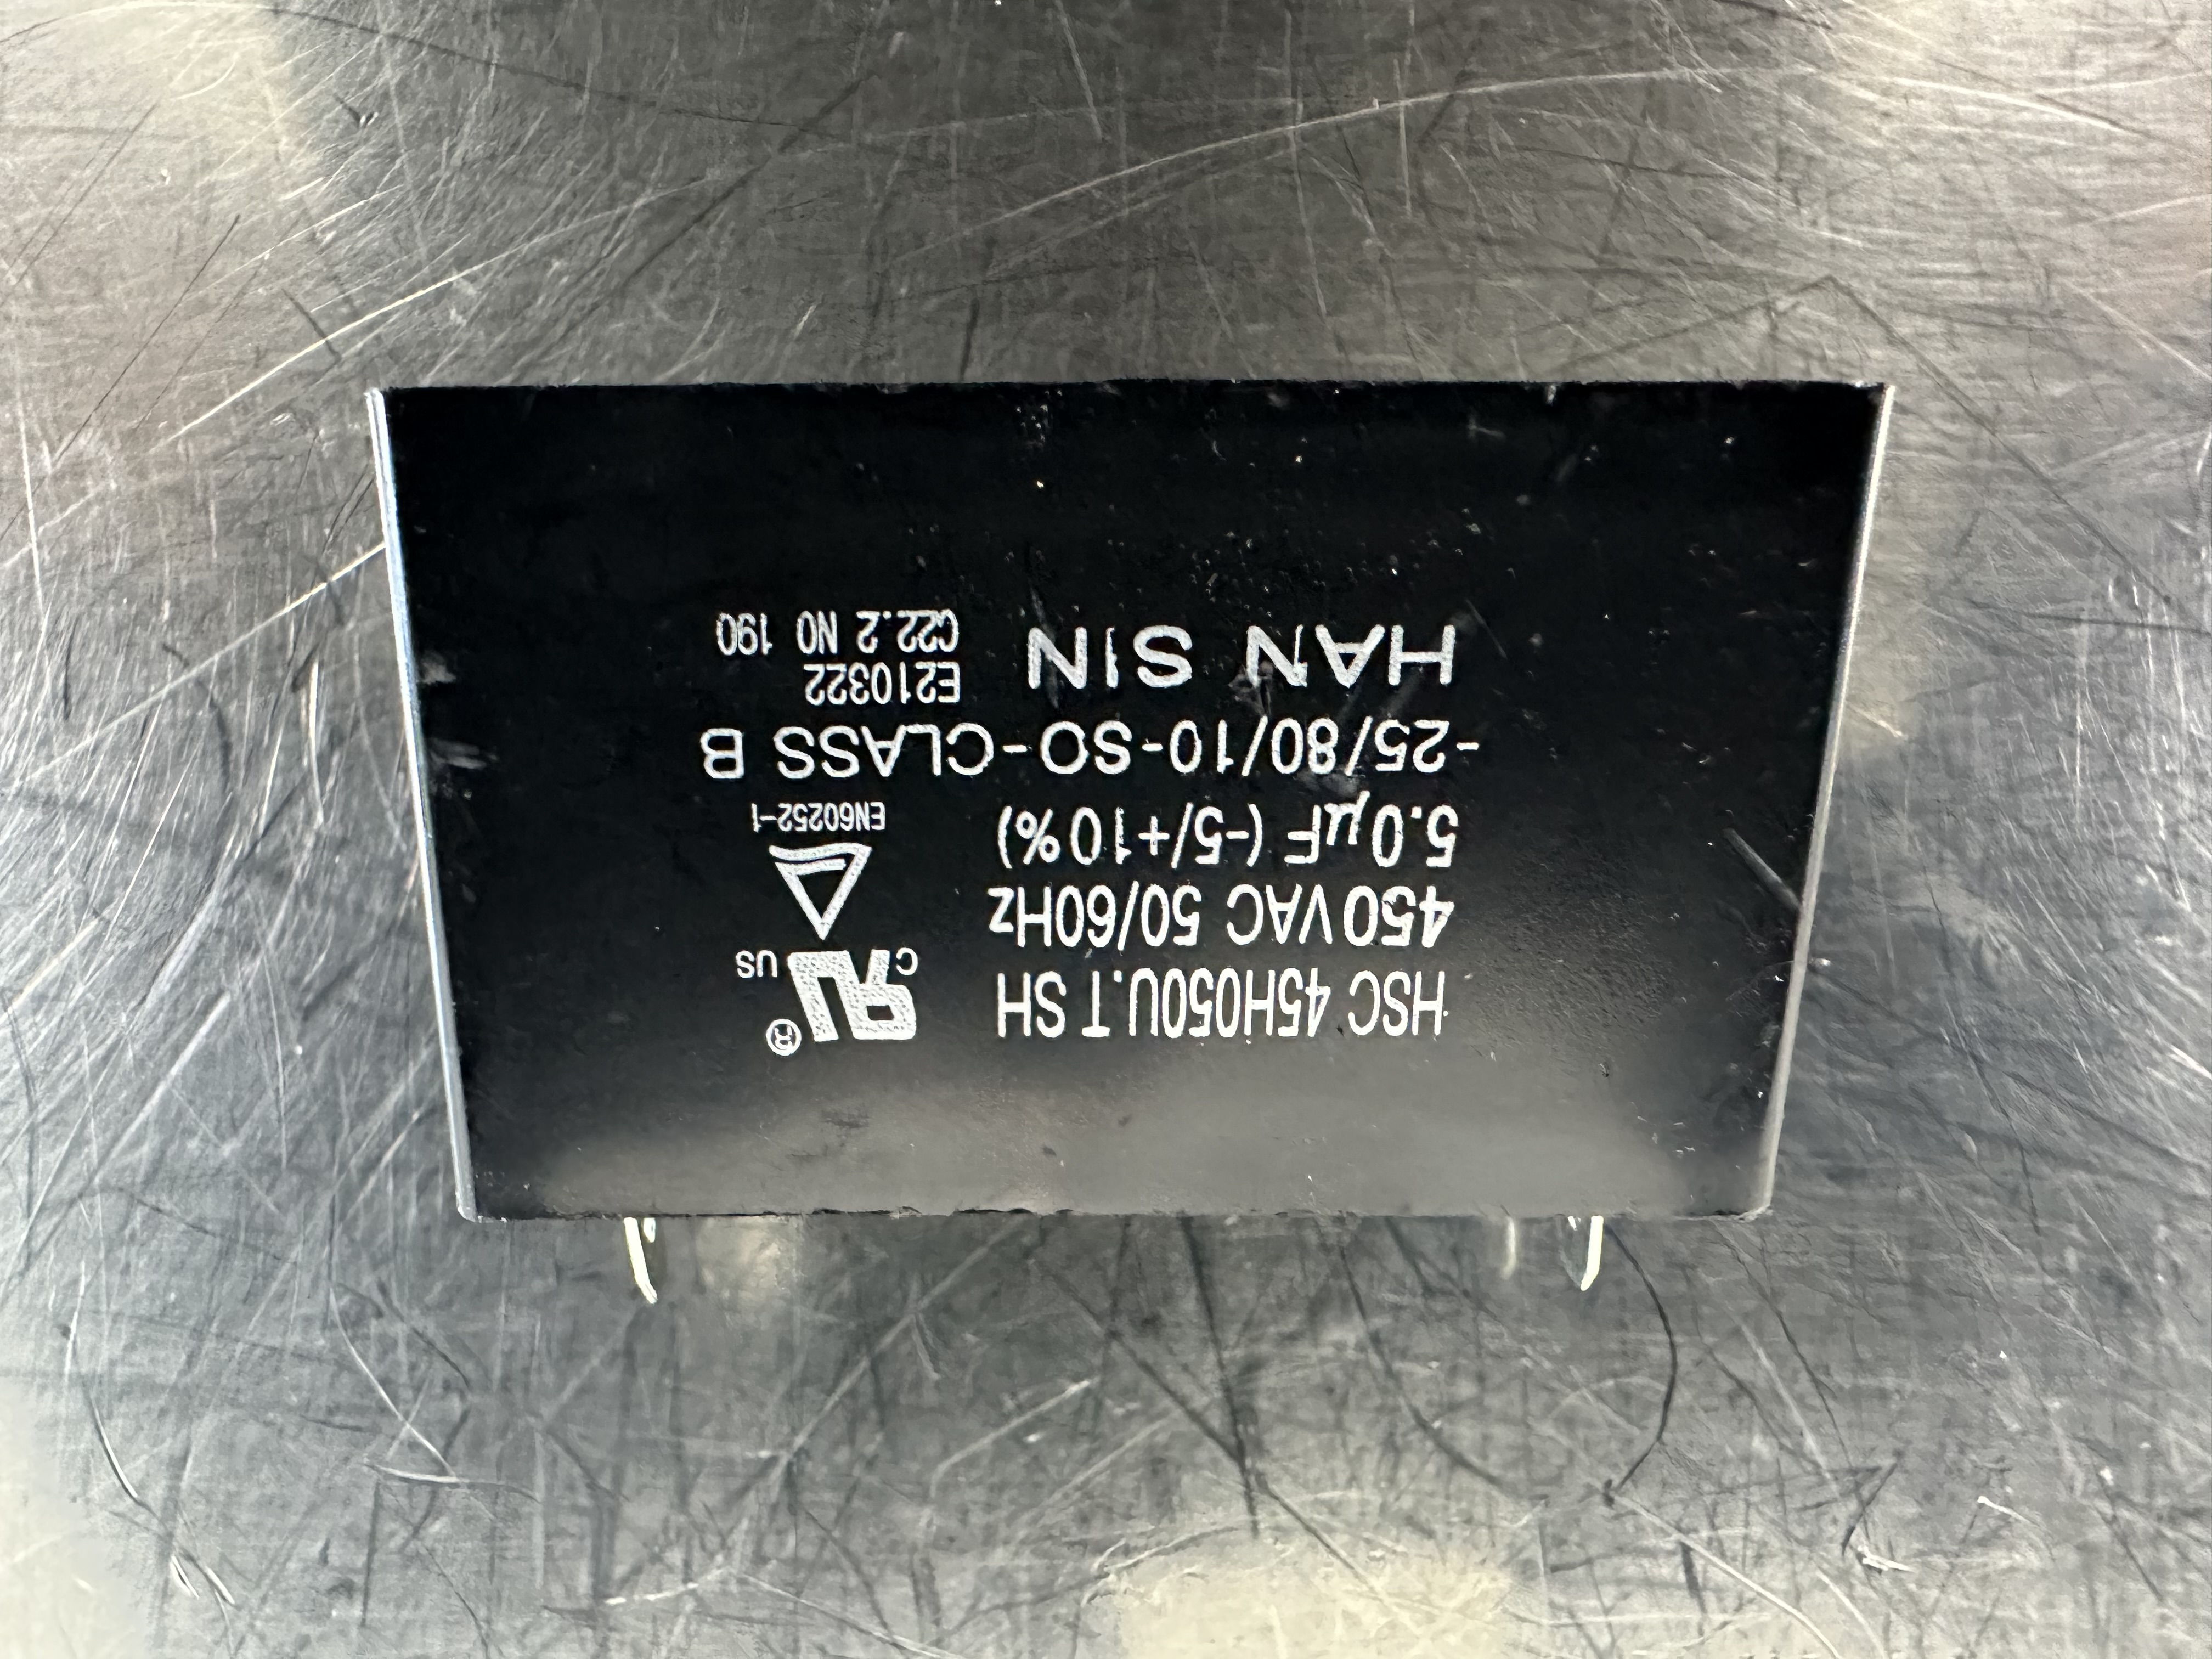 HSC 45H050U.T SH
450VAC 50/60Hz
5.0μF (-5/+10%)
-25/80/10-SO-CLASS B
HAN SIN
c RU US ®
EN60252-1
E210322
C22.2 NO 190